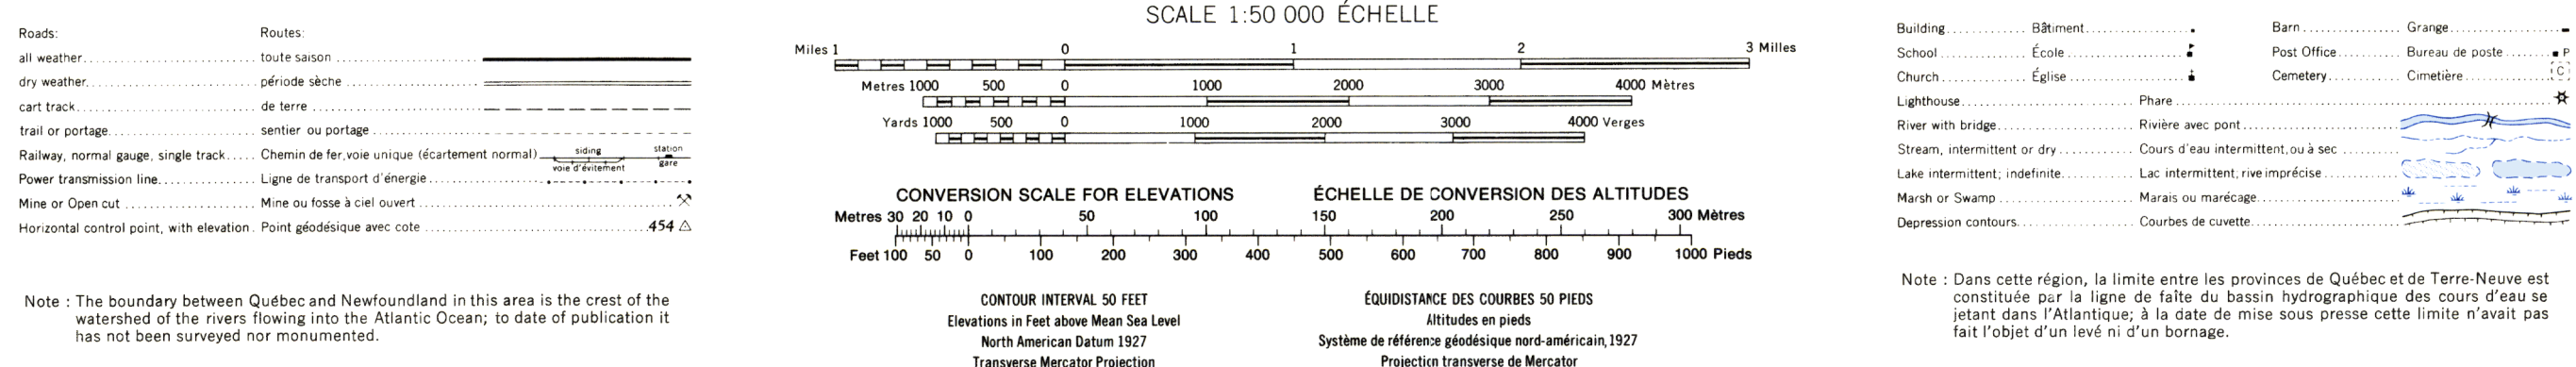 SCALE 1:50 000 ÉCHELLE
Roads: Routes:
all weather toute saison
dry weather période sèche
cart track de terre
trail or portage sentier ou portage
Railway, normal gauge, single track Chemin de fer, voie unique (écartement normal) siding station
voie d'évitement gare
Power transmission line Ligne de transport d'énergie
Mine or Open cut Mine ou fosse à ciel ouvert
Horizontal control point, with elevation Point géodésique avec cote 454
Note : The boundary between Québec and Newfoundland in this area is the crest of the
watershed of the rivers flowing into the Atlantic Ocean; to date of publication it
has not been surveyed nor monumented.
Miles 1 0 1 2 3 Milles
Metres 1000 500 0 1000 2000 3000 4000 Mètres
Yards 1000 500 0 1000 2000 3000 4000 Verges
CONVERSION SCALE FOR ELEVATIONS ÉCHELLE DE CONVERSION DES ALTITUDES
Metres 30 20 10 0 50 100 150 200 250 300 Mètres
Feet 100 50 0 100 200 300 400 500 600 700 800 900 1000 Pieds
CONTOUR INTERVAL 50 FEET
Elevations in Feet above Mean Sea Level
North American Datum 1927
Transverse Mercator Projection
ÉQUIDISTANCE DES COURBES 50 PIEDS
Altitudes en pieds
Système de référence géodésique nord-américain, 1927
Projection transverse de Mercator
Building Bâtiment Barn Grange
School École Post Office Bureau de poste P
Church Église Cemetery Cimetière C
Lighthouse Phare
River with bridge Rivière avec pont
Stream, intermittent or dry Cours d'eau intermittent, ou à sec
Lake intermittent; indefinite Lac intermittent, rive imprécise
Marsh or Swamp Marais ou marécage
Depression contours Courbes de cuvette
Note : Dans cette région, la limite entre les provinces de Québec et de Terre-Neuve est
constituée par la ligne de faîte du bassin hydrographique des cours d'eau se
jetant dans l'Atlantique; à la date de mise sous presse cette limite n'avait pas
fait l'objet d'un levé ni d'un bornage.